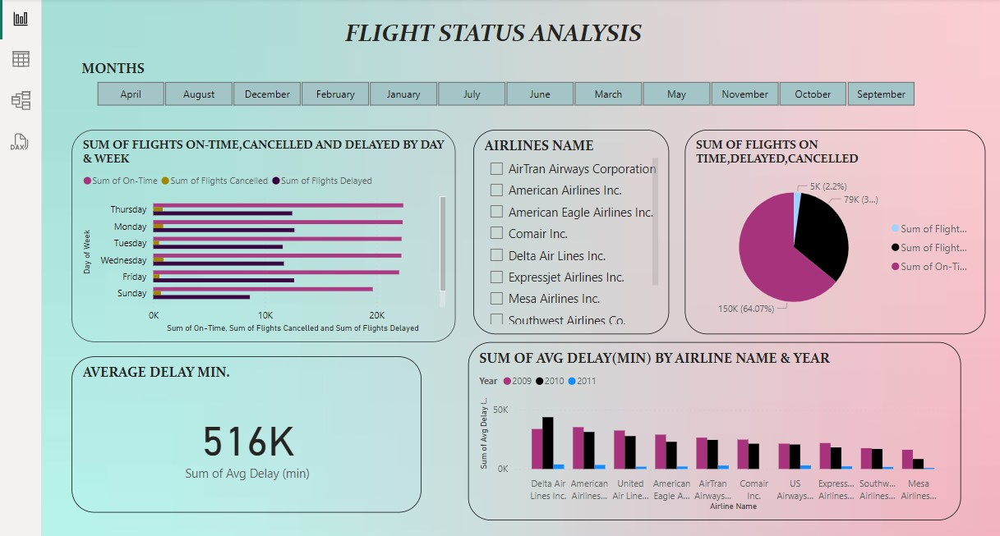 FLIGHT STATUS ANALYSIS
MONTHS
April August December February January July June March May November October September
SUM OF FLIGHTS ON-TIME,CANCELLED AND DELAYED BY DAY
& WEEK
Sum of On-Time Sum of Flights Cancelled Sum of Flights Delayed
Day of Week
Thursday
Monday
Tuesday
Wednesday
Friday
Sunday
0K 10K 20K
Sum of On-Time, Sum of Flights Cancelled and Sum of Flights Delayed
AIRLINES NAME
AirTran Airways Corporation
American Airlines Inc.
American Eagle Airlines Inc.
Comair Inc.
Delta Air Lines Inc.
Expressjet Airlines Inc.
Mesa Airlines Inc.
Southwest Airlines Co.
SUM OF FLIGHTS ON
TIME,DELAYED,CANCELLED
5K (2.2%)
79K (3...)
150K (64.07%)
Sum of Flight...
Sum of Flight...
Sum of On-Ti...
AVERAGE DELAY MIN.
516K
Sum of Avg Delay (min)
SUM OF AVG DELAY(MIN) BY AIRLINE NAME & YEAR
Year 2009 2010 2011
Sum of Avg Delay (...
50K
0K
Delta Air American United American AirTran Comair US Express... Southw... Mesa
Lines Inc. Airlines... Air Line... Eagle A... Airways... Inc. Airways... Airlines... Airlines... Airlines...
Airline Name
DAX